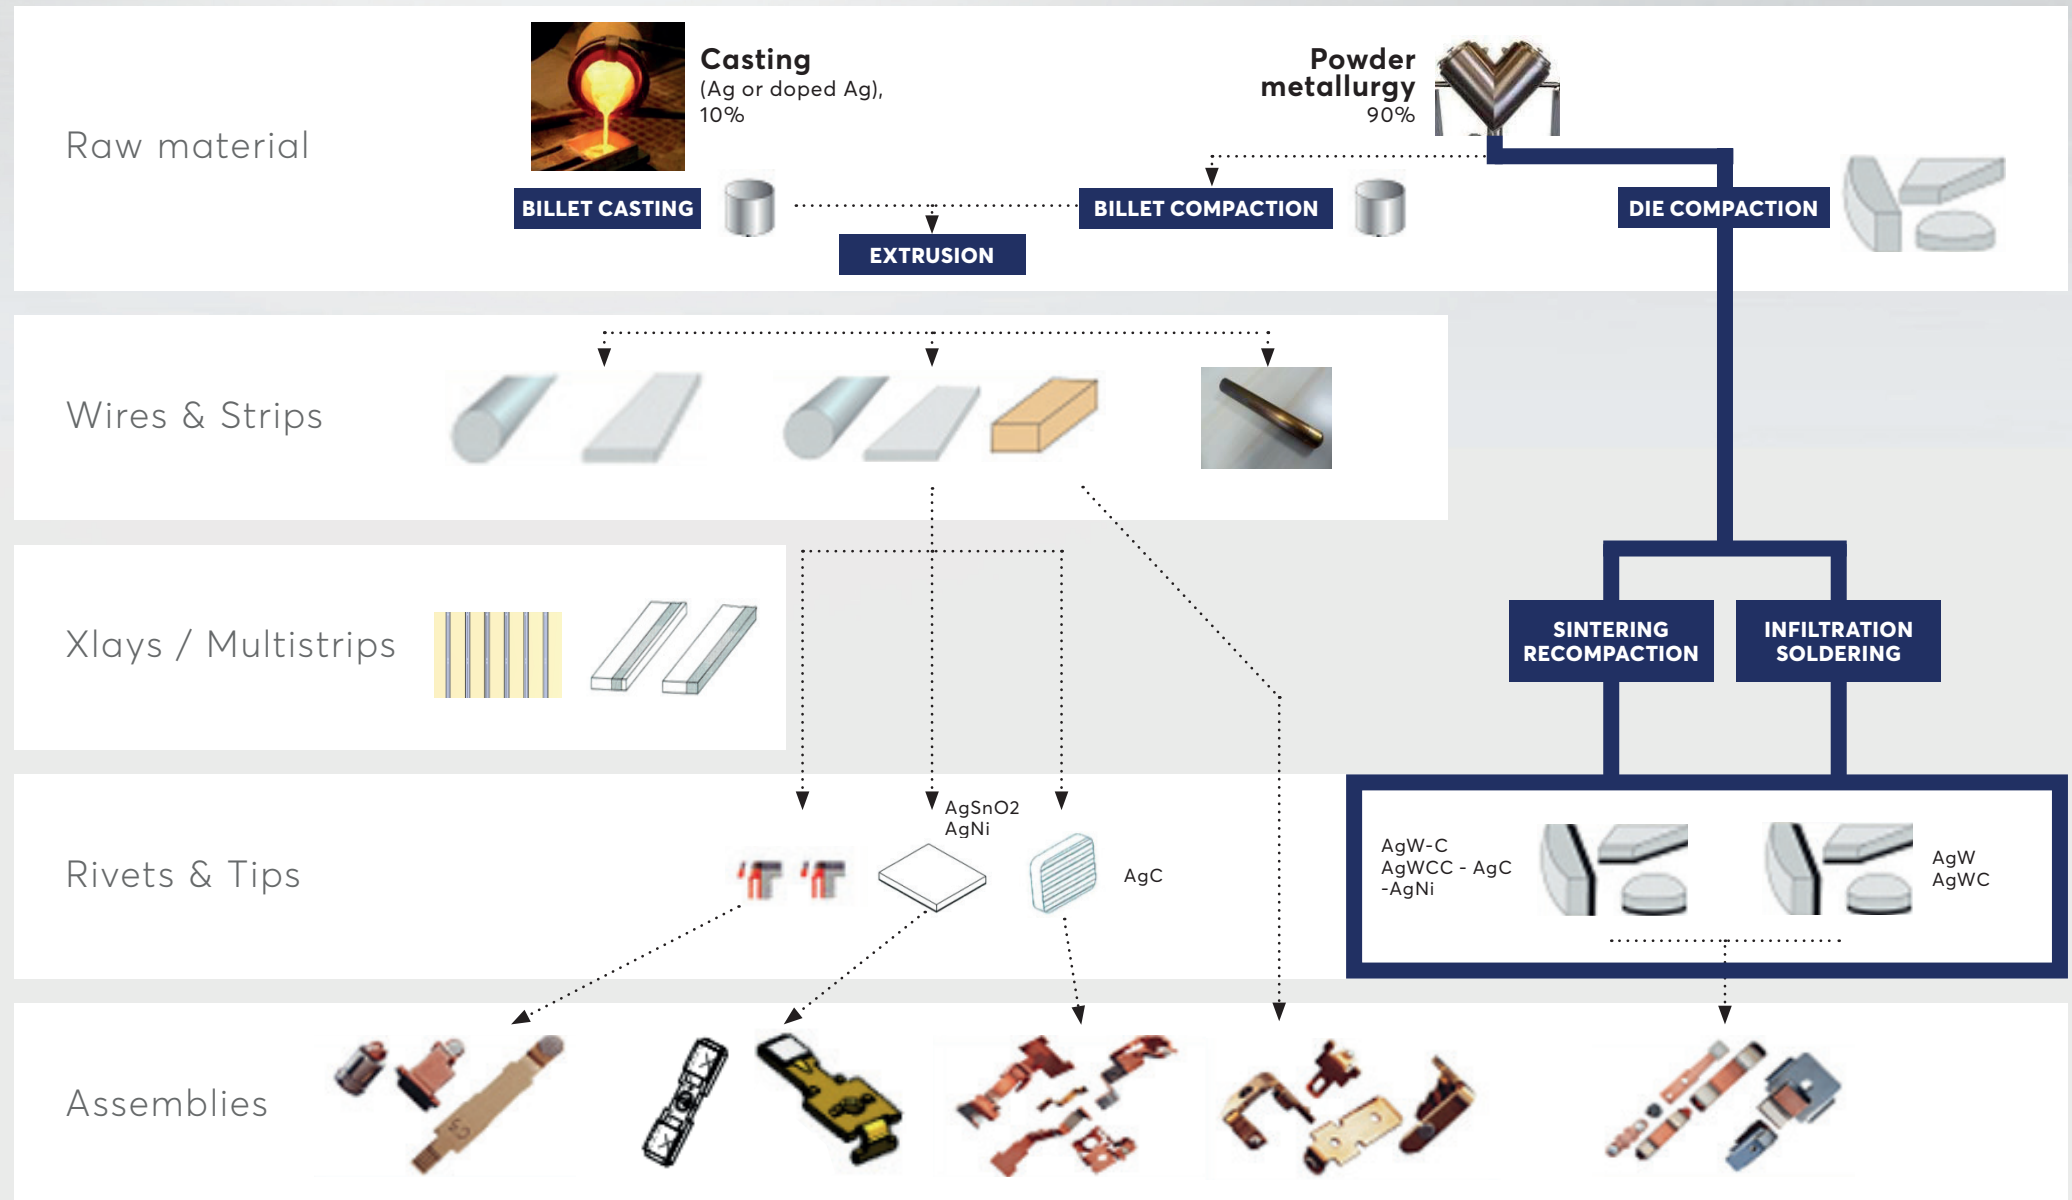 Raw material
Casting
(Ag or doped Ag),
10%
Powder
metallurgy
90%
BILLET CASTING
BILLET COMPACTION
DIE COMPACTION
EXTRUSION
Wires & Strips
Xlays / Multistrips
SINTERING
RECOMPACTION
INFILTRATION
SOLDERING
Rivets & Tips
AgSnO2
AgNi
AgC
AgW-C
AgWCC - AgC
-AgNi
AgW
AgWC
Assemblies